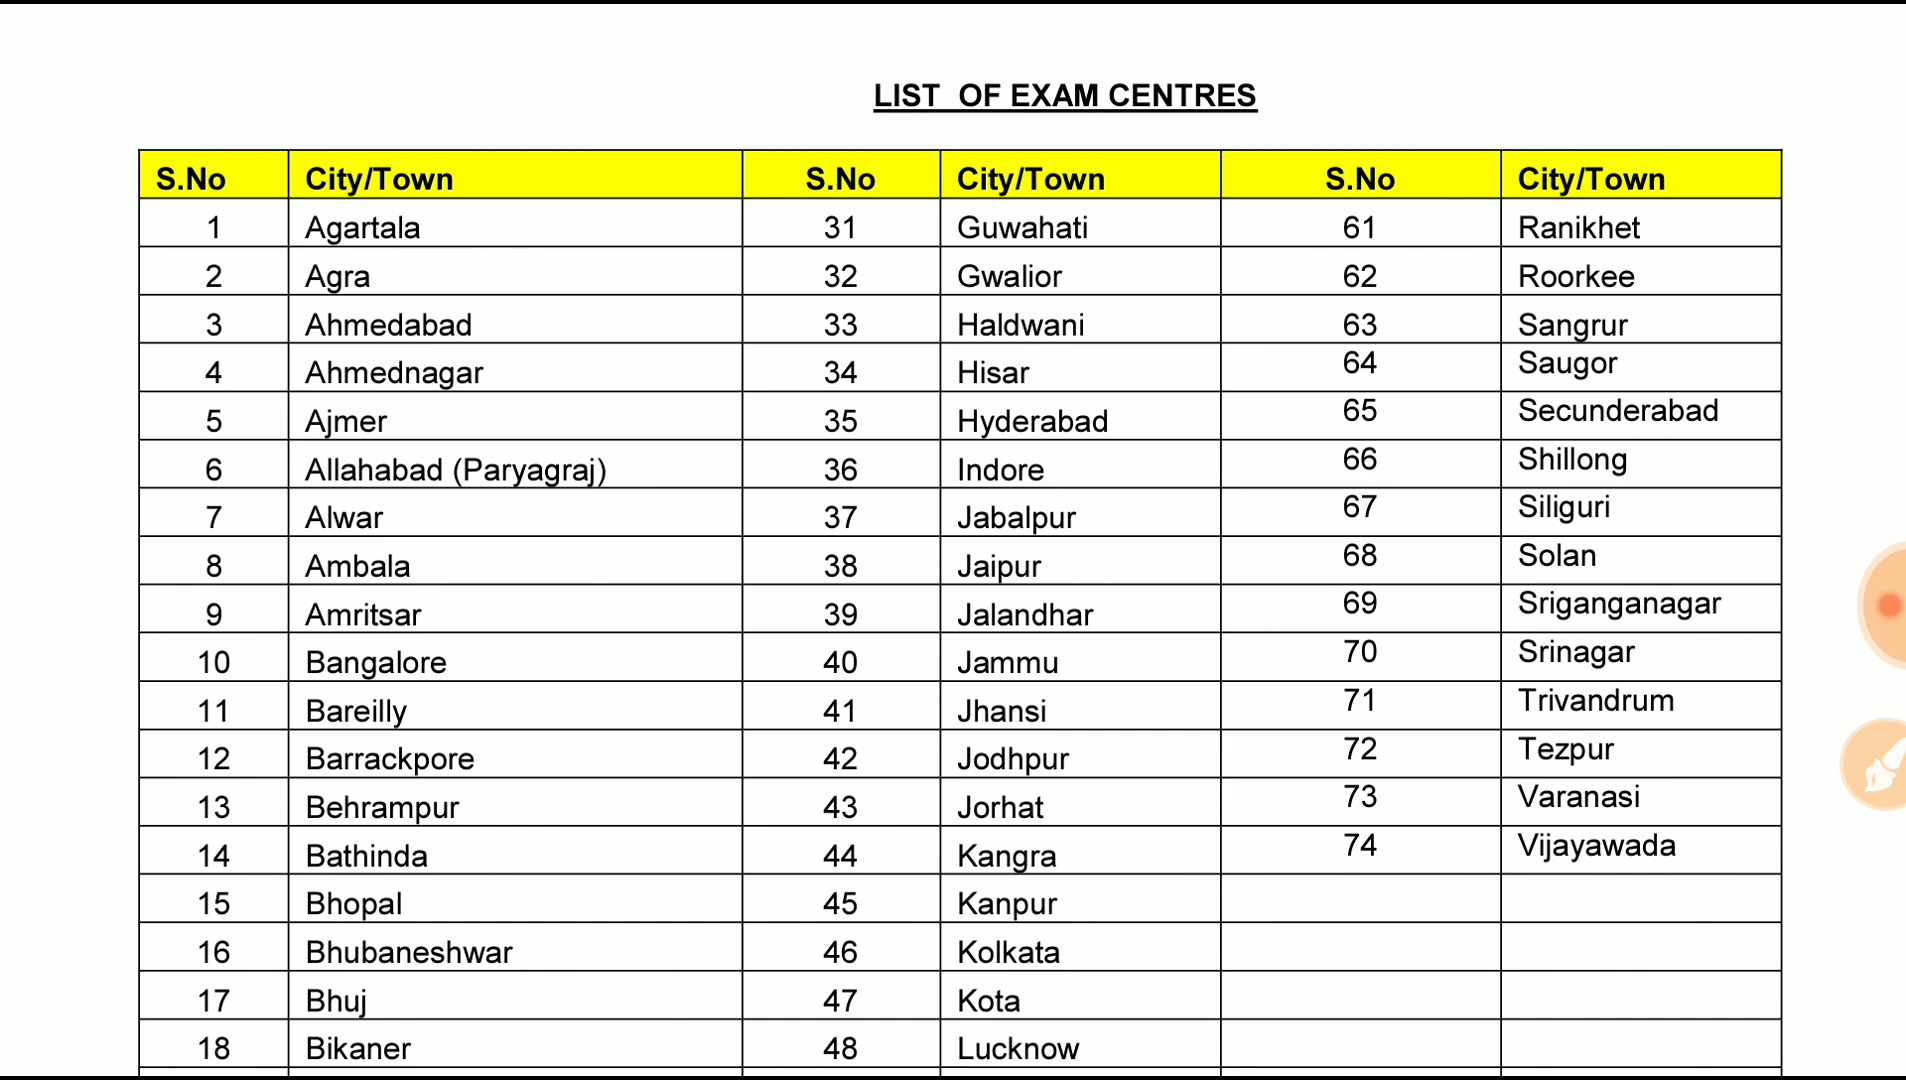 LIST OF EXAM CENTRES
S.No City/Town S.No City/Town S.No City/Town
1 Agartala 31 Guwahati 61 Ranikhet
2 Agra 32 Gwalior 62 Roorkee
3 Ahmedabad 33 Haldwani 63 Sangrur
4 Ahmednagar 34 Hisar 64 Saugor
5 Ajmer 35 Hyderabad 65 Secunderabad
6 Allahabad (Paryagraj) 36 Indore 66 Shillong
7 Alwar 37 Jabalpur 67 Siliguri
8 Ambala 38 Jaipur 68 Solan
9 Amritsar 39 Jalandhar 69 Sriganganagar
10 Bangalore 40 Jammu 70 Srinagar
11 Bareilly 41 Jhansi 71 Trivandrum
12 Barrackpore 42 Jodhpur 72 Tezpur
13 Behrampur 43 Jorhat 73 Varanasi
14 Bathinda 44 Kangra 74 Vijayawada
15 Bhopal 45 Kanpur
16 Bhubaneshwar 46 Kolkata
17 Bhuj 47 Kota
18 Bikaner 48 Lucknow